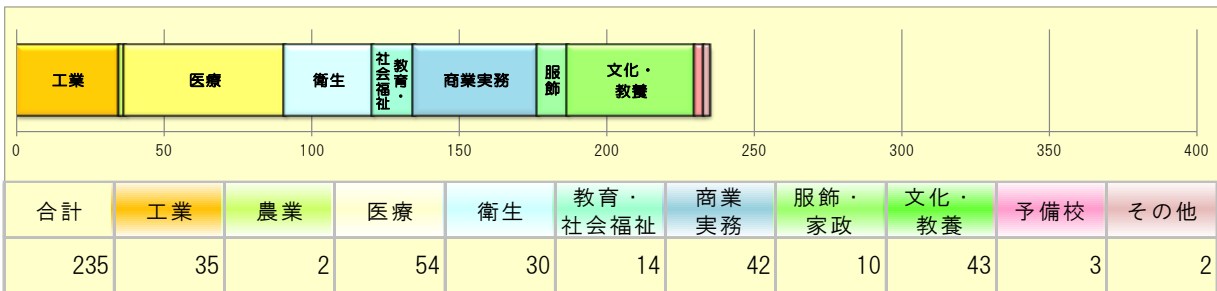 工業
医療
衛生
教育・
社会福祉
商業実務
服飾
文化・
教養
0 50 100 150 200 250 300 350 400
合計 工業 農業 医療 衛生 教育・社会福祉 商業実務 服飾・家政 文化・教養 予備校 その他
235 35 2 54 30 14 42 10 43 3 2